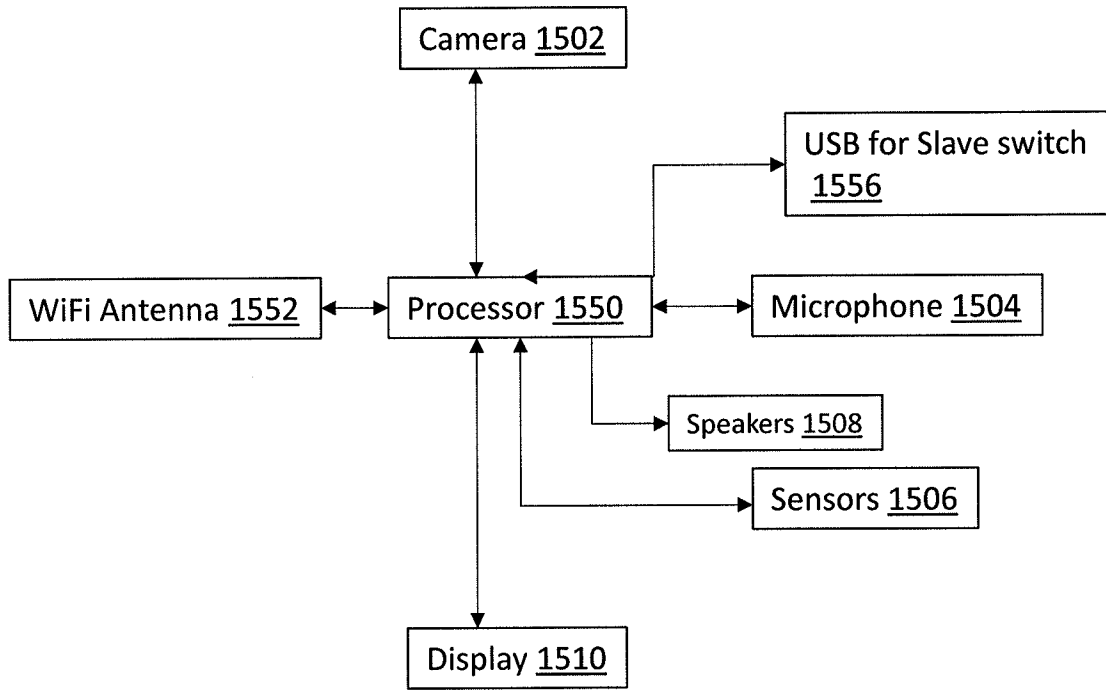 Camera 1502
USB for Slave switch
1556
WiFi Antenna 1552
Processor 1550
Microphone 1504
Speakers 1508
Sensors 1506
Display 1510